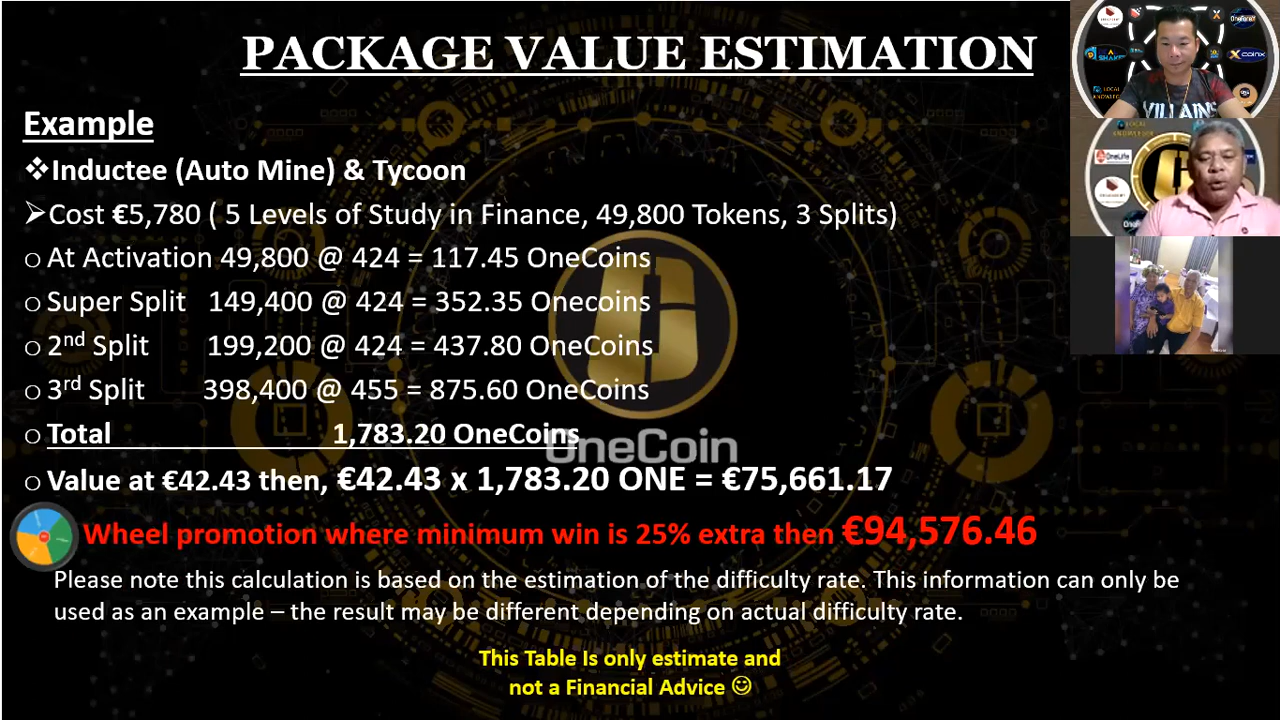 PACKAGE VALUE ESTIMATION
Example
❖Inductee (Auto Mine) & Tycoon
➢Cost €5,780 ( 5 Levels of Study in Finance, 49,800 Tokens, 3 Splits)
○ At Activation 49,800 @ 424 = 117.45 OneCoins
○ Super Split 149,400 @ 424 = 352.35 Onecoins
○ 2nd Split 199,200 @ 424 = 437.80 OneCoins
○ 3rd Split 398,400 @ 455 = 875.60 OneCoins
○ Total 1,783.20 OneCoins
OneCoin
○ Value at €42.43 then, €42.43 x 1,783.20 ONE = €75,661.17
Wheel promotion where minimum win is 25% extra then €94,576.46
Please note this calculation is based on the estimation of the difficulty rate. This information can only be
used as an example – the result may be different depending on actual difficulty rate.
This Table Is only estimate and
not a Financial Advice ☺
OneForex
COINX
VILLAINS
OneLife